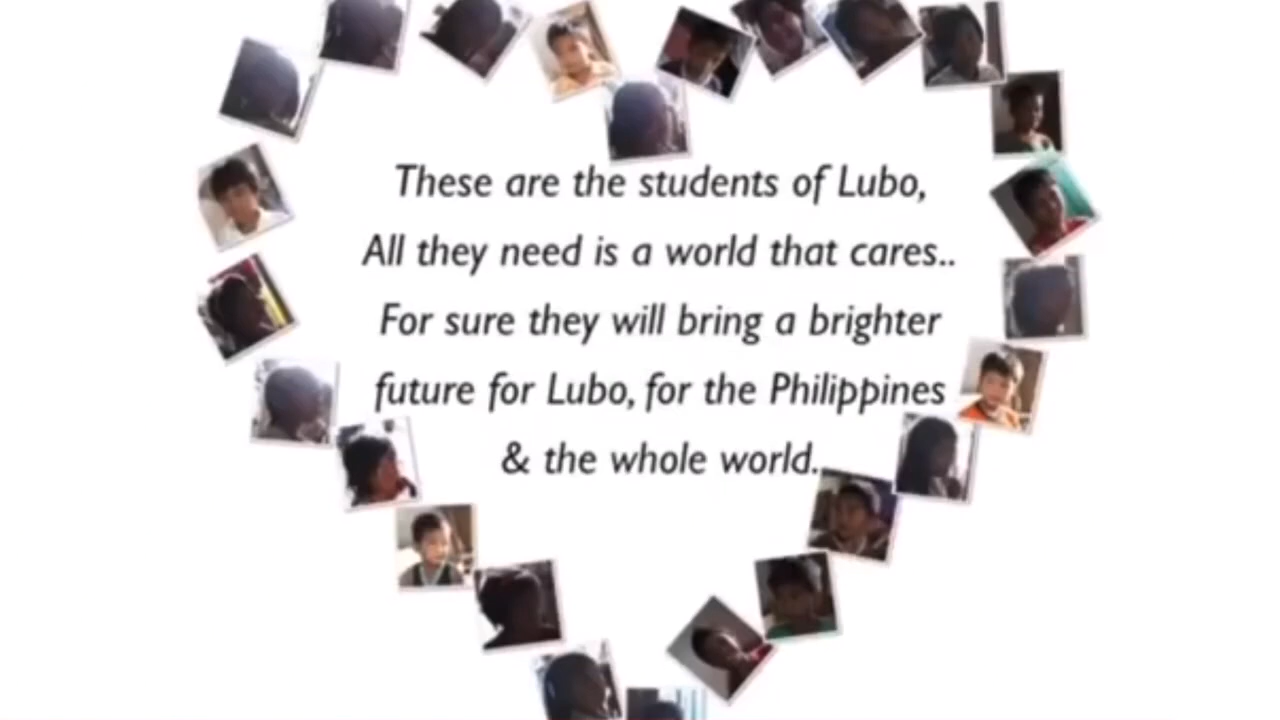 These are the students of Lubo,
All they need is a world that cares..
For sure they will bring a brighter
future for Lubo, for the Philippines
& the whole world.